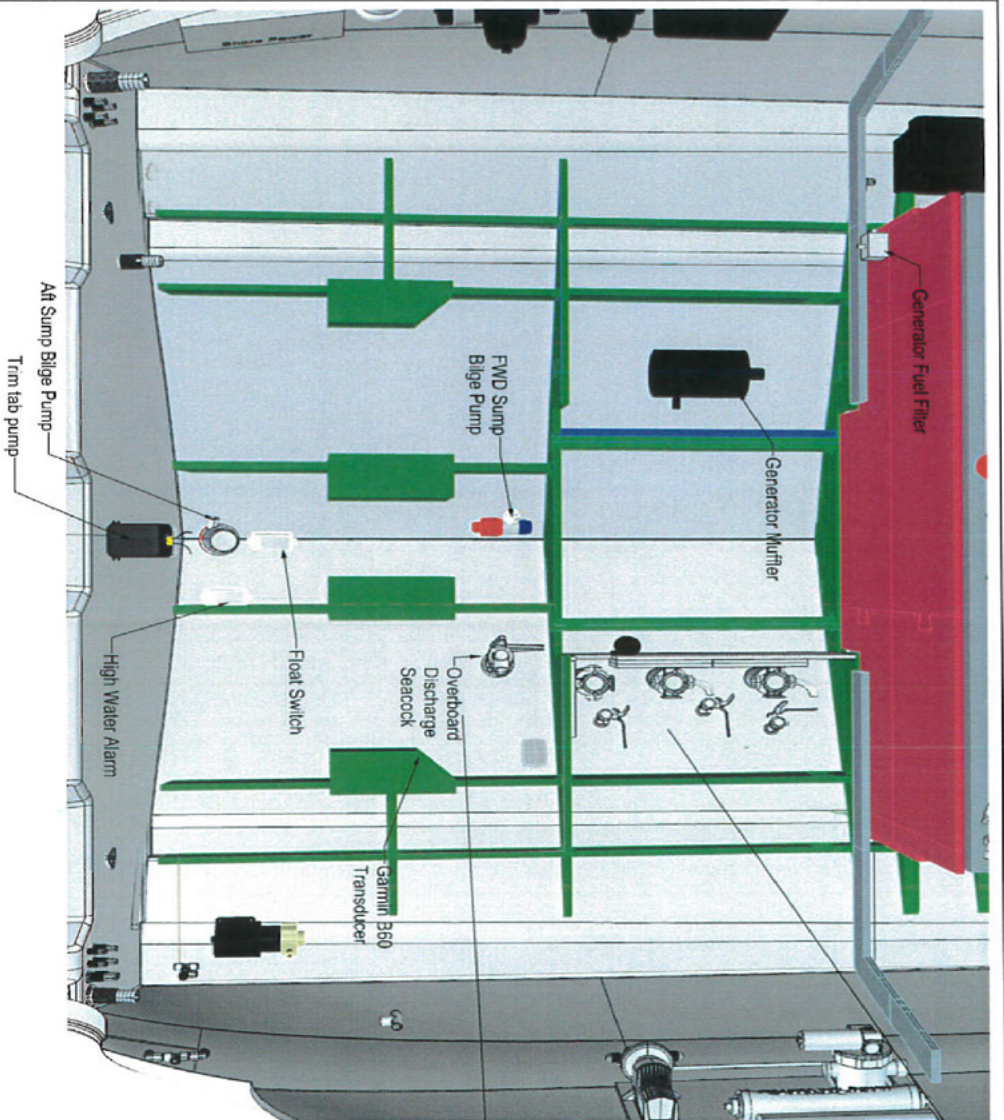 Shore Power
Generator Fuel Filter
Generator Muffler
FWD Sump
Bilge Pump
Aft Sump Bilge Pump
Trim tab pump
Float Switch
High Water Alarm
Overboard
Discharge
Seacock
Garmin B60
Transducer